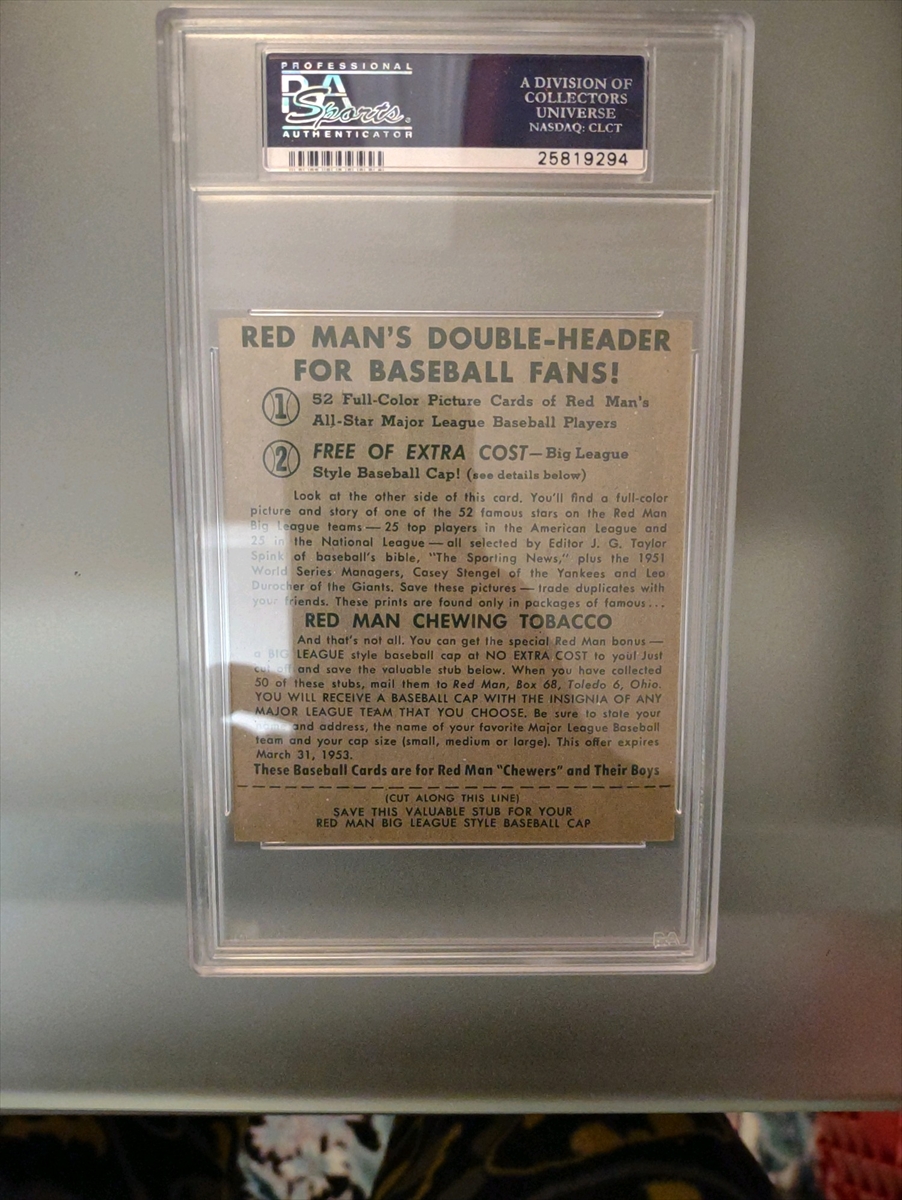 PROFESSIONAL
PSA
Sports
AUTHENTICATOR
A DIVISION OF
COLLECTORS
UNIVERSE
NASDAQ: CLCT
25819294
RED MAN'S DOUBLE-HEADER
FOR BASEBALL FANS!
1 52 Full-Color Picture Cards of Red Man's
All-Star Major League Baseball Players
2 FREE OF EXTRA COST—Big League
Style Baseball Cap! (see details below)
Look at the other side of this card. You'll find a full-color
picture and story of one of the 52 famous stars on the Red Man
Big League teams — 25 top players in the American League and
25 in the National League — all selected by Editor J. G. Taylor
Spink of baseball's bible, "The Sporting News," plus the 1951
World Series Managers, Casey Stengel of the Yankees and Leo
Durocher of the Giants. Save these pictures — trade duplicates with
your friends. These prints are found only in packages of famous...
RED MAN CHEWING TOBACCO
And that's not all. You can get the special Red Man bonus —
a BIG LEAGUE style baseball cap at NO EXTRA COST to you! Just
cut off and save the valuable stub below. When you have collected
50 of these stubs, mail them to Red Man, Box 68, Toledo 6, Ohio.
YOU WILL RECEIVE A BASEBALL CAP WITH THE INSIGNIA OF ANY
MAJOR LEAGUE TEAM THAT YOU CHOOSE. Be sure to state your
name and address, the name of your favorite Major League Baseball
team and your cap size (small, medium or large). This offer expires
March 31, 1953.
These Baseball Cards are for Red Man "Chewers" and Their Boys
(CUT ALONG THIS LINE)
SAVE THIS VALUABLE STUB FOR YOUR
RED MAN BIG LEAGUE STYLE BASEBALL CAP
PSA